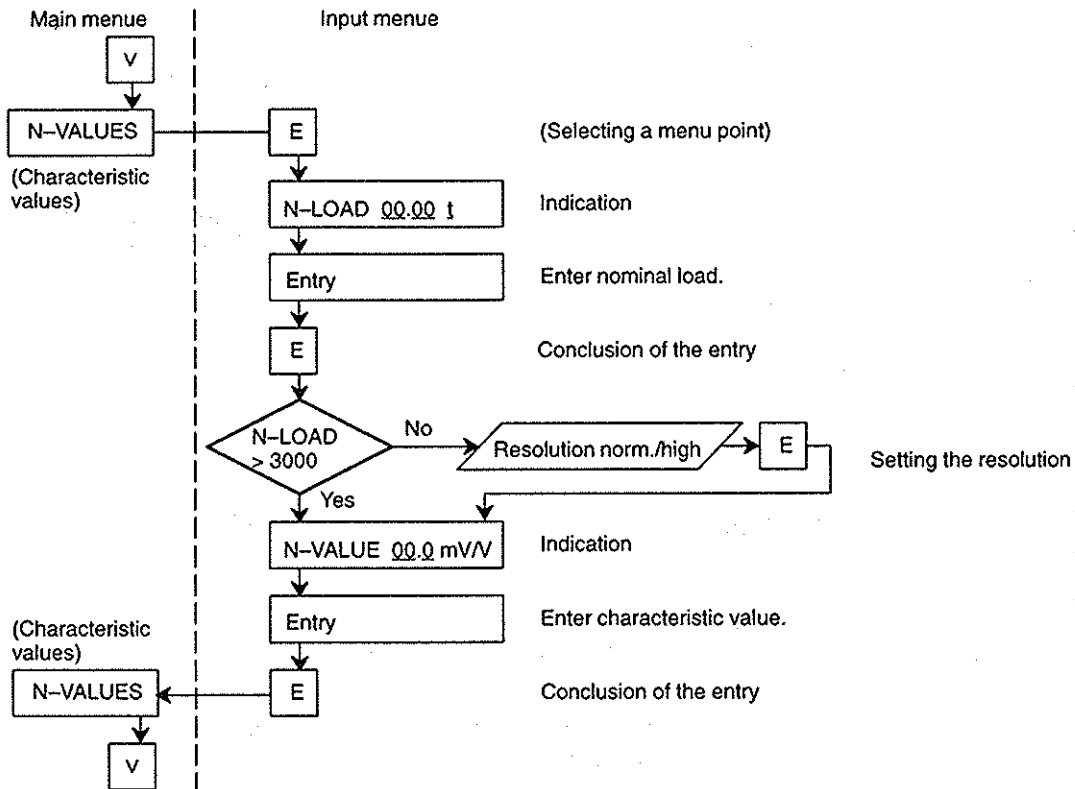 Main menue
Input menue
V
N–VALUES
E
(Selecting a menu point)
(Characteristic
values)
N–LOAD 00.00 t
Indication
Entry
Enter nominal load.
E
Conclusion of the entry
N–LOAD
> 3000
No
Resolution norm./high
E
Setting the resolution
Yes
N–VALUE 00.0 mV/V
Indication
Entry
Enter characteristic value.
(Characteristic
values)
N–VALUES
E
Conclusion of the entry
V